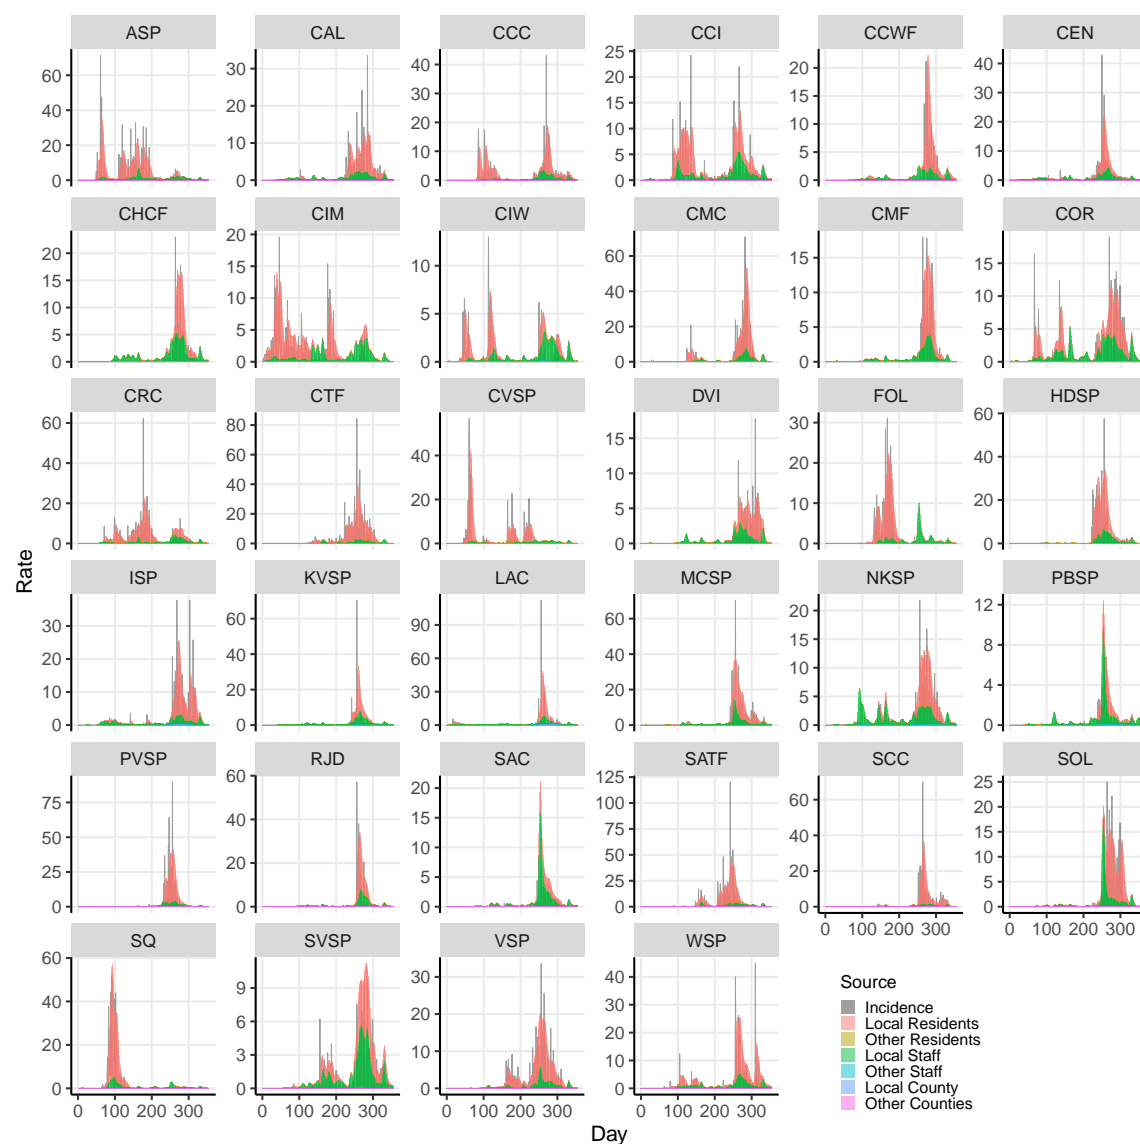 ASP CAL CCC CCI CCWF CEN
60 40 20 0
30 20 10 0
40 30 20 10 0
25 20 15 10 5 0
20 15 10 5 0
40 30 20 10 0
CHCF CIM CIW CMC CMF COR
20 15 10 5 0
20 15 10 5 0
10 5 0
60 40 20 0
15 10 5 0
15 10 5 0
CRC CTF CVSP DVI FOL HDSP
60 40 20 0
80 60 40 20 0
40 20 0
15 10 5 0
30 20 10 0
60 40 20 0
Rate
ISP KVSP LAC MCSP NKSP PBSP
30 20 10 0
60 40 20 0
90 60 30 0
60 40 20 0
20 15 10 5 0
12 8 4 0
PVSP RJD SAC SATF SCC SOL
75 50 25 0
60 40 20 0
20 15 10 5 0
125 100 75 50 25 0
60 40 20 0
25 20 15 10 5 0
0 100 200 300
0 100 200 300
SQ SVSP VSP WSP
60 40 20 0
9 6 3 0
30 20 10 0
40 30 20 10 0
0 100 200 300
0 100 200 300
0 100 200 300
0 100 200 300
Day
Source
Incidence
Local Residents
Other Residents
Local Staff
Other Staff
Local County
Other Counties